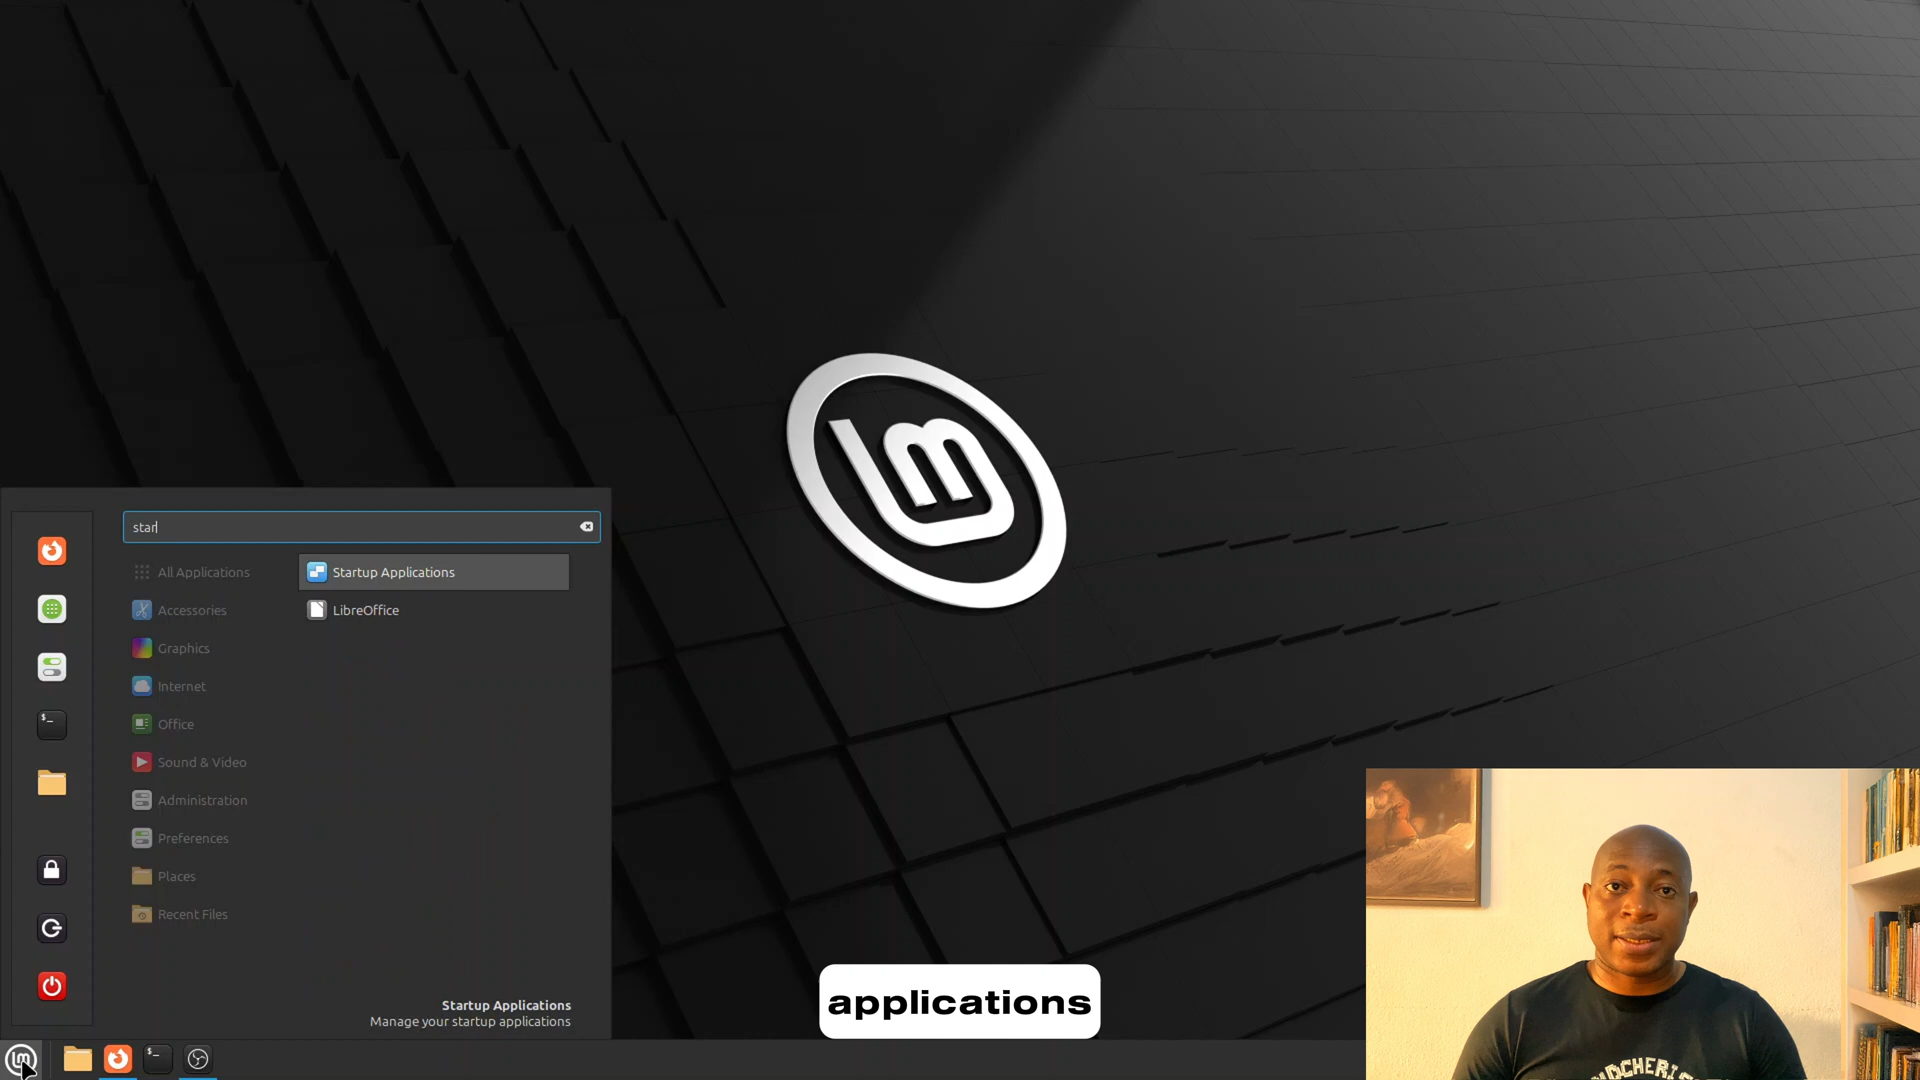 star
All Applications
Accessories
Graphics
Internet
Office
Sound & Video
Administration
Preferences
Places
Recent Files
Startup Applications
LibreOffice
Startup Applications
Manage your startup applications
applications